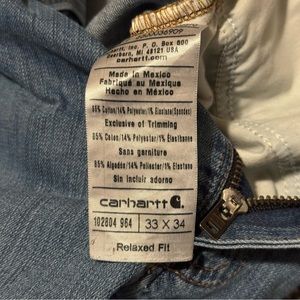 Carhartt, Inc. P.O. Box 600
Dearborn, MI 48121 USA
carhartt.com
Made in Mexico
Fabriqué au Mexique
Hecho en México
85% Cotton/14% Polyester/1% Elastane(Spandex)
Exclusive of Trimming
85% Coton/14% Polyester/1% Elasthanne
Sans garniture
85% Algodón/14% Poliester/1% Elastano
Sin incluir adorno
carhartt
102804 964
33 X 34
Relaxed Fit